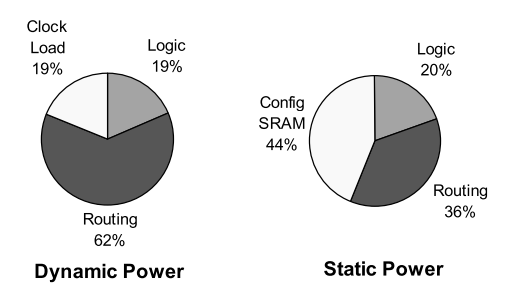 Clock
Load
19%
Logic
19%
Routing
62%
Dynamic Power
Logic
20%
Config
SRAM
44%
Routing
36%
Static Power